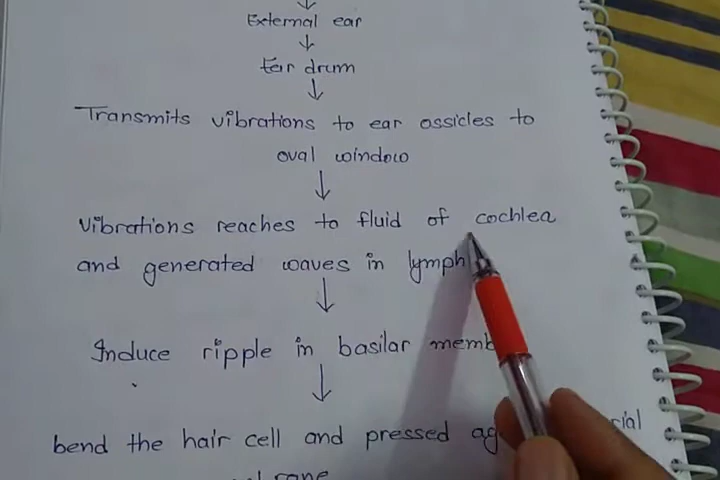 External ear
Ear drum
Transmits vibrations to ear ossicles to
oval window
vibrations reaches to fluid of cochlea
and generated waves in lymph
Induce ripple in basilar
bend the hair cell and pressed